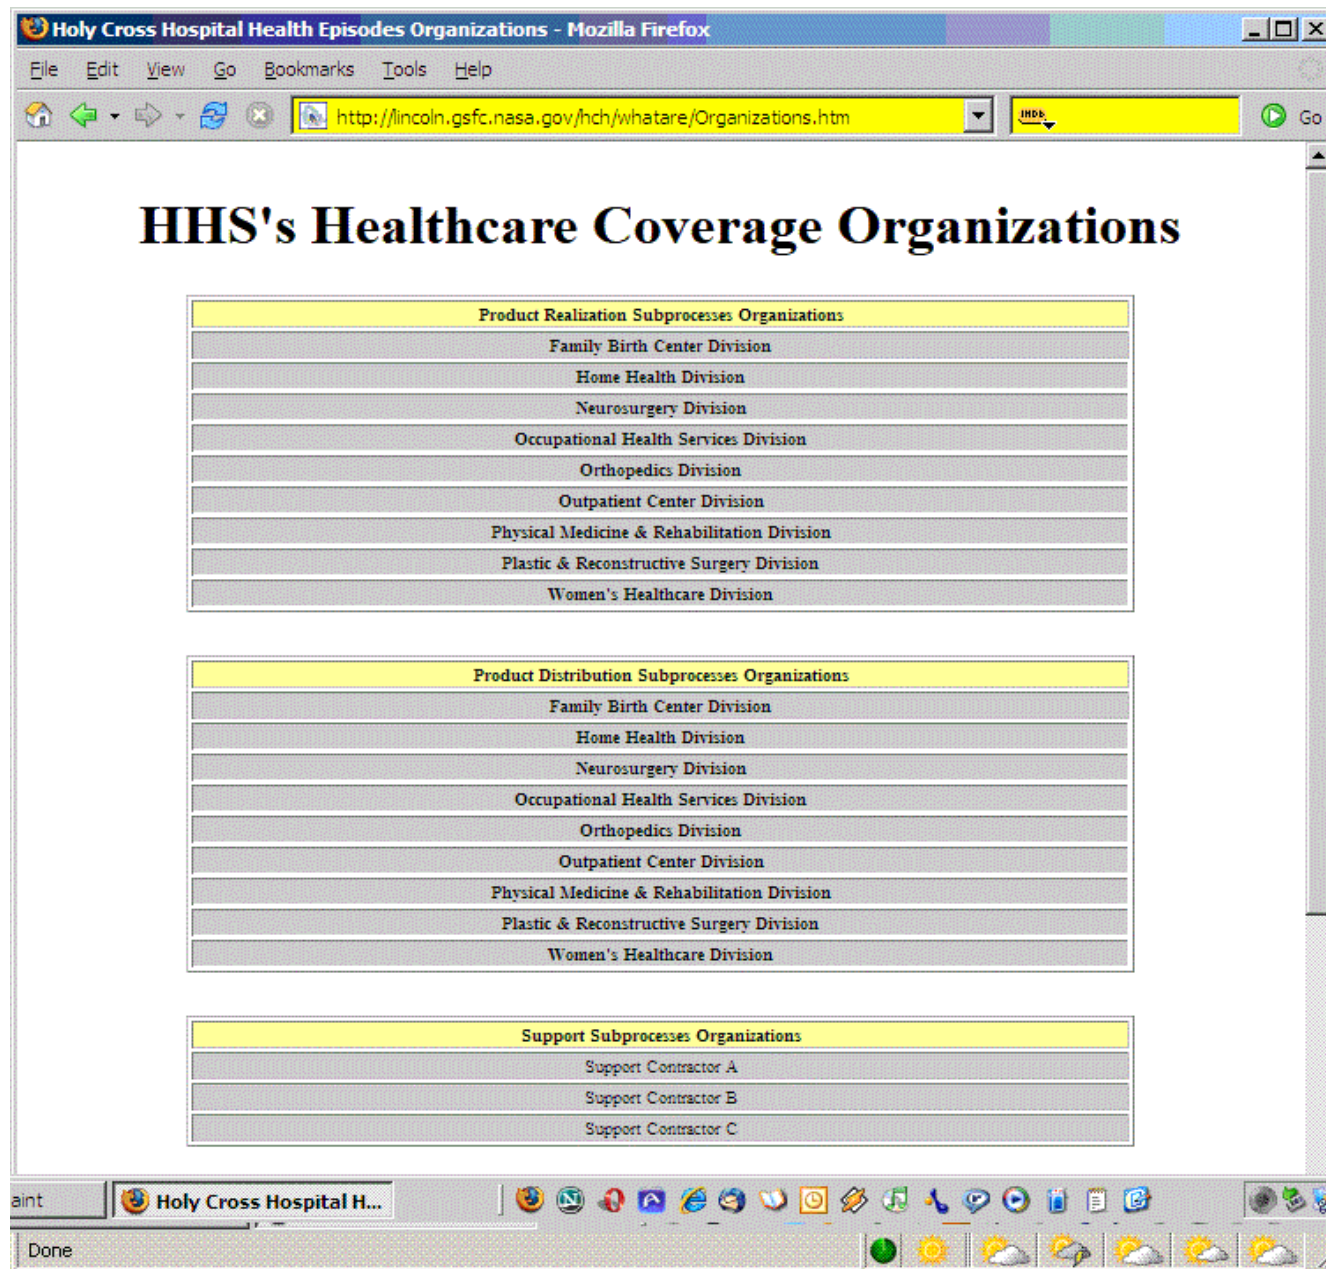 Holy Cross Hospital Health Episodes Organizations - Mozilla Firefox
File Edit View Go Bookmarks Tools Help
http://lincoln.gsfc.nasa.gov/hch/whatare/Organizations.htm IMDb Go
HHS's Healthcare Coverage Organizations
Product Realization Subprocesses Organizations
Family Birth Center Division
Home Health Division
Neurosurgery Division
Occupational Health Services Division
Orthopedics Division
Outpatient Center Division
Physical Medicine & Rehabilitation Division
Plastic & Reconstructive Surgery Division
Women's Healthcare Division
Product Distribution Subprocesses Organizations
Family Birth Center Division
Home Health Division
Neurosurgery Division
Occupational Health Services Division
Orthopedics Division
Outpatient Center Division
Physical Medicine & Rehabilitation Division
Plastic & Reconstructive Surgery Division
Women's Healthcare Division
Support Subprocesses Organizations
Support Contractor A
Support Contractor B
Support Contractor C
aint Holy Cross Hospital H...
Done